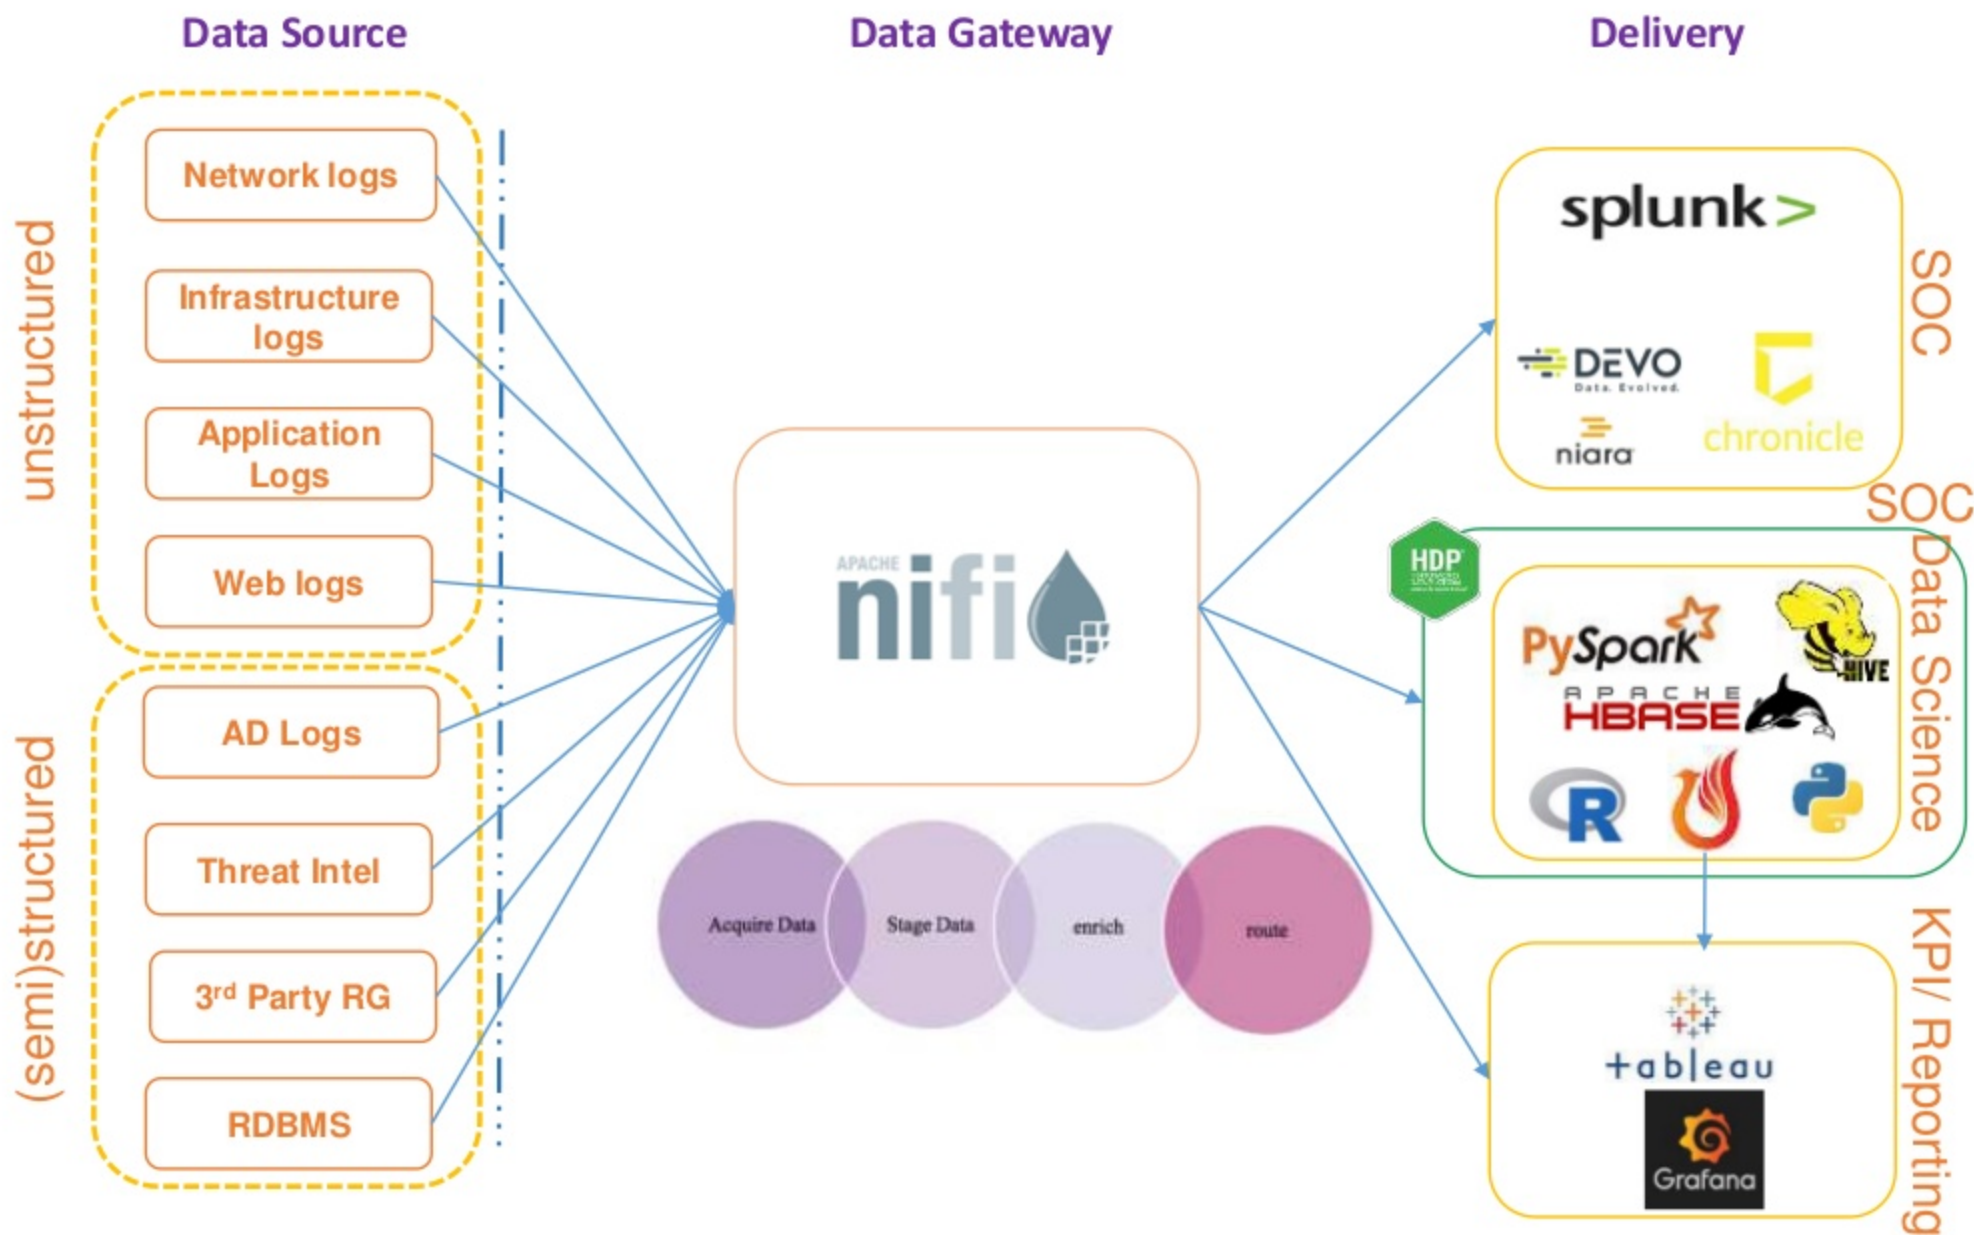 Data Source
Data Gateway
Delivery
unstructured
Network logs
Infrastructure
logs
Application
Logs
Web logs
(semi)structured
AD Logs
Threat Intel
3rd Party RG
RDBMS
APACHE
nifi
Acquire Data
Stage Data
enrich
route
splunk>
DEVO
Data. Evolved.
niara
chronicle
SOC
SOC
Data Science
HDP
PySpark
HIVE
APACHE
HBASE
R
KPI/ Reporting
+ableau
Grafana